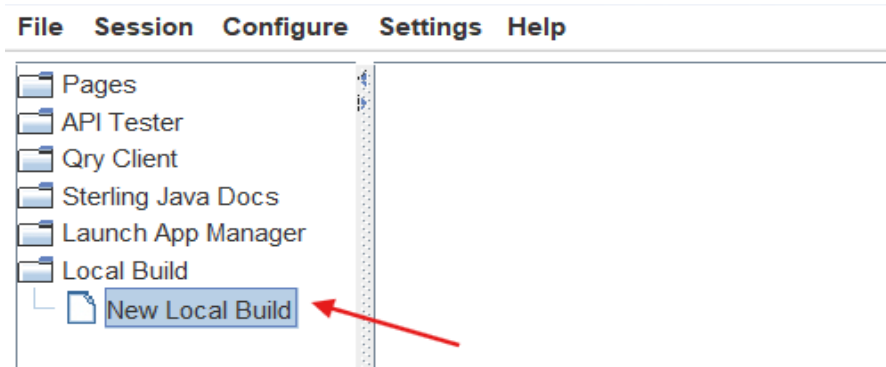 File Session Configure Settings Help
Pages
API Tester
Qry Client
Sterling Java Docs
Launch App Manager
Local Build
New Local Build